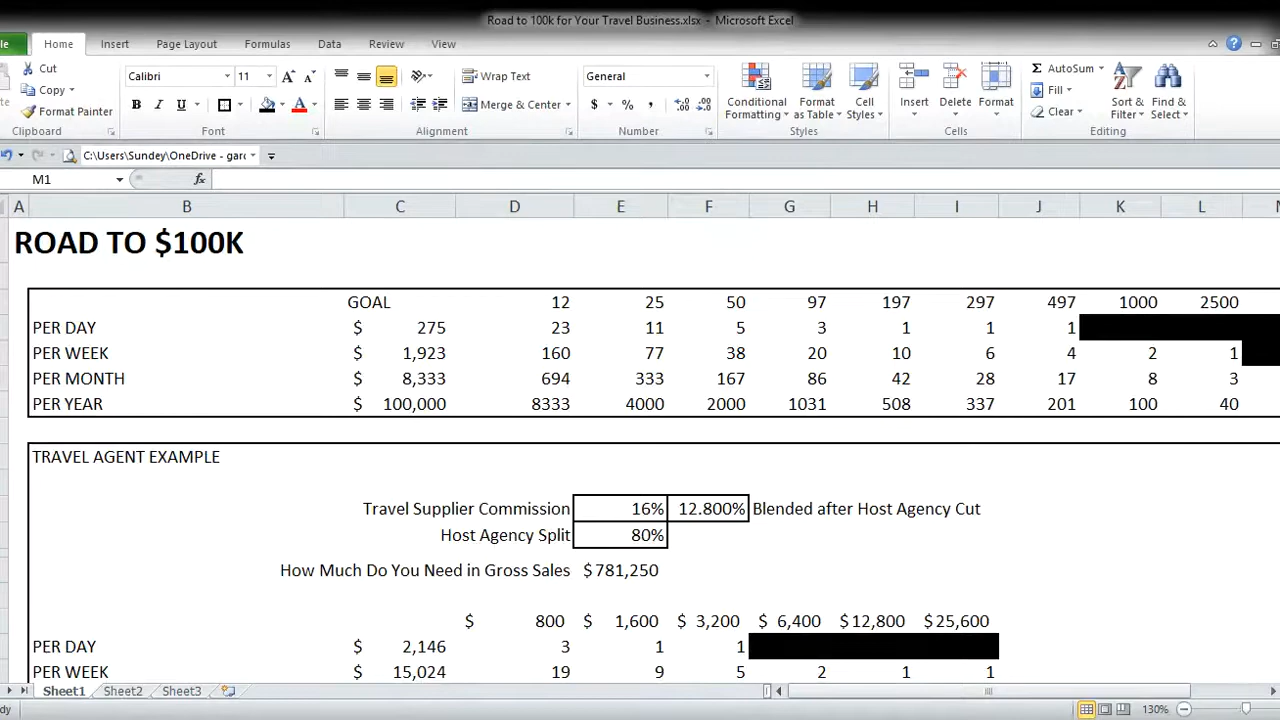 Road to 100k for Your Travel Business.xlsx - Microsoft Excel
Home Insert Page Layout Formulas Data Review View
Cut
Copy
Format Painter
Clipboard
Calibri 11
B I U A
Font
Wrap Text
Merge & Center
Alignment
General
$ % ,
Number
Conditional Formatting
Format as Table
Cell Styles
Styles
Insert Delete Format
Cells
AutoSum
Fill
Clear
Sort & Filter
Find & Select
Editing
C:\Users\Sundey\OneDrive - garc
M1 fx
A B C D E F G H I J K L
ROAD TO $100K
GOAL 12 25 50 97 197 297 497 1000 2500
PER DAY $ 275 23 11 5 3 1 1 1
PER WEEK $ 1,923 160 77 38 20 10 6 4 2 1
PER MONTH $ 8,333 694 333 167 86 42 28 17 8 3
PER YEAR $ 100,000 8333 4000 2000 1031 508 337 201 100 40
TRAVEL AGENT EXAMPLE
Travel Supplier Commission 16% 12.800% Blended after Host Agency Cut
Host Agency Split 80%
How Much Do You Need in Gross Sales $781,250
$ 800 $ 1,600 $ 3,200 $ 6,400 $12,800 $25,600
PER DAY $ 2,146 3 1 1
PER WEEK $ 15,024 19 9 5 2 1 1
Sheet1 Sheet2 Sheet3
130%